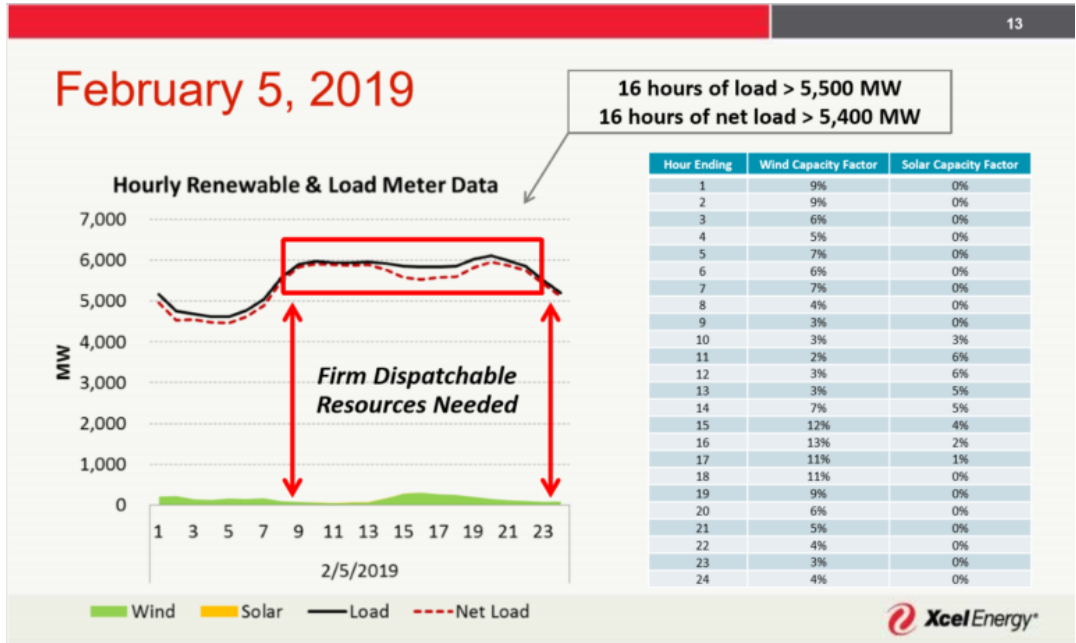 13
February 5, 2019
16 hours of load > 5,500 MW
16 hours of net load > 5,400 MW
Hourly Renewable & Load Meter Data
7,000
6,000
5,000
4,000
3,000
2,000
1,000
0
MW
Firm Dispatchable
Resources Needed
1 3 5 7 9 11 13 15 17 19 21 23
2/5/2019
Wind Solar Load Net Load
Hour Ending Wind Capacity Factor Solar Capacity Factor
1 9% 0%
2 9% 0%
3 6% 0%
4 5% 0%
5 7% 0%
6 6% 0%
7 7% 0%
8 4% 0%
9 3% 0%
10 3% 3%
11 2% 6%
12 3% 6%
13 3% 5%
14 7% 5%
15 12% 4%
16 13% 2%
17 11% 1%
18 11% 0%
19 9% 0%
20 6% 0%
21 5% 0%
22 4% 0%
23 3% 0%
24 4% 0%
Xcel Energy®